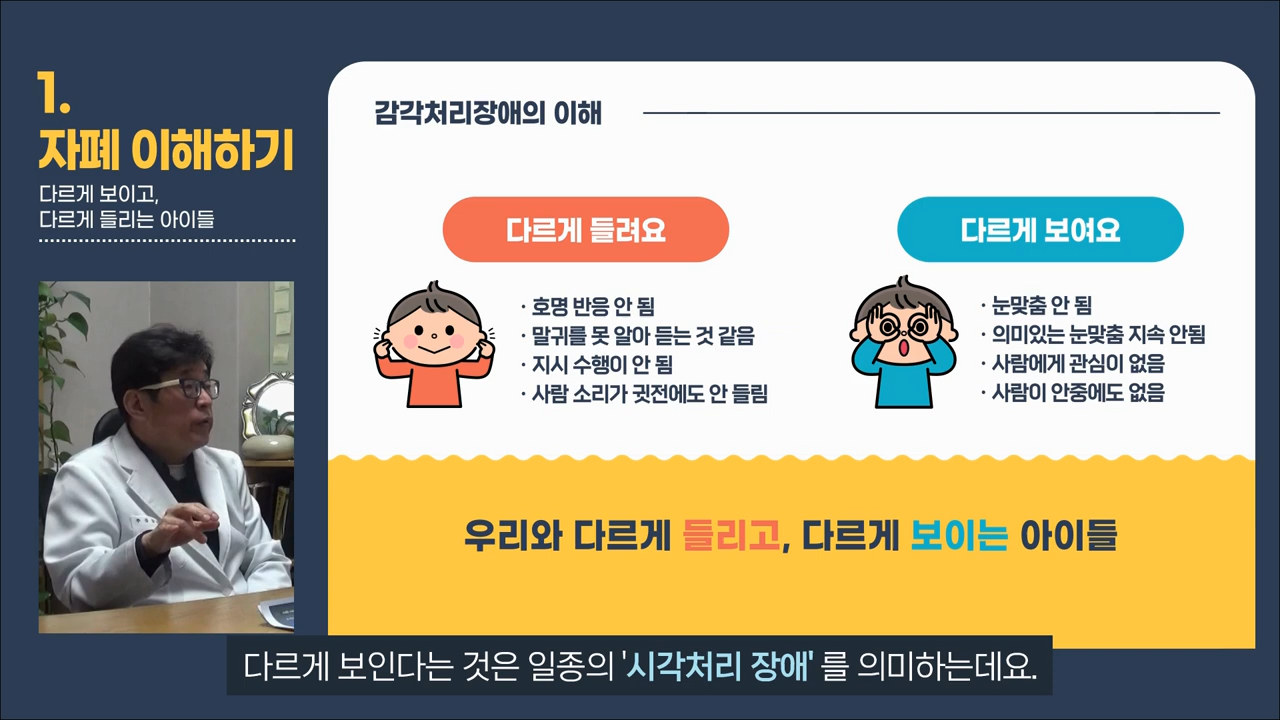 1.
자폐 이해하기
다르게 보이고,
다르게 들리는 아이들
감각처리장애의 이해
다르게 들려요
· 호명 반응 안 됨
· 말귀를 못 알아 듣는 것 같음
· 지시 수행이 안 됨
· 사람 소리가 귓전에도 안 들림
다르게 보여요
· 눈맞춤 안 됨
· 의미있는 눈맞춤 지속 안됨
· 사람에게 관심이 없음
· 사람이 안중에도 없음
우리와 다르게 들리고, 다르게 보이는 아이들
다르게 보인다는 것은 일종의 '시각처리 장애' 를 의미하는데요.